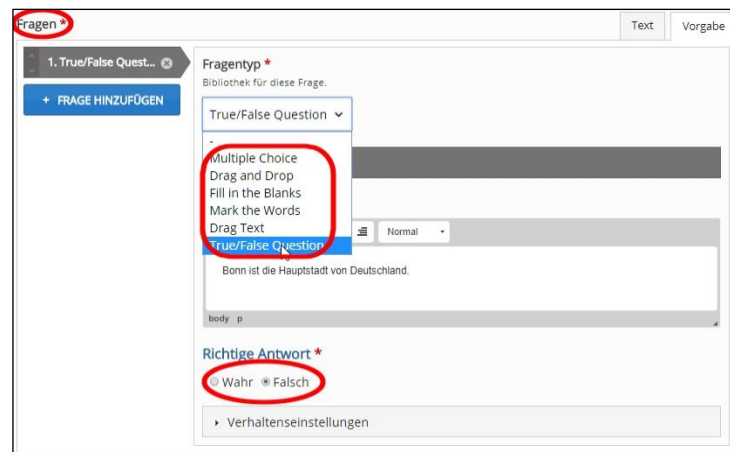 Fragen *
Text Vorgabe
1. True/False Quest...
+ FRAGE HINZUFÜGEN
Fragentyp *
Bibliothek für diese Frage.
True/False Question
-
Multiple Choice
Drag and Drop
Fill in the Blanks
Mark the Words
Drag Text
True/False Question
Normal
Bonn ist die Hauptstadt von Deutschland.
body p
Richtige Antwort *
Wahr Falsch
Verhaltenseinstellungen